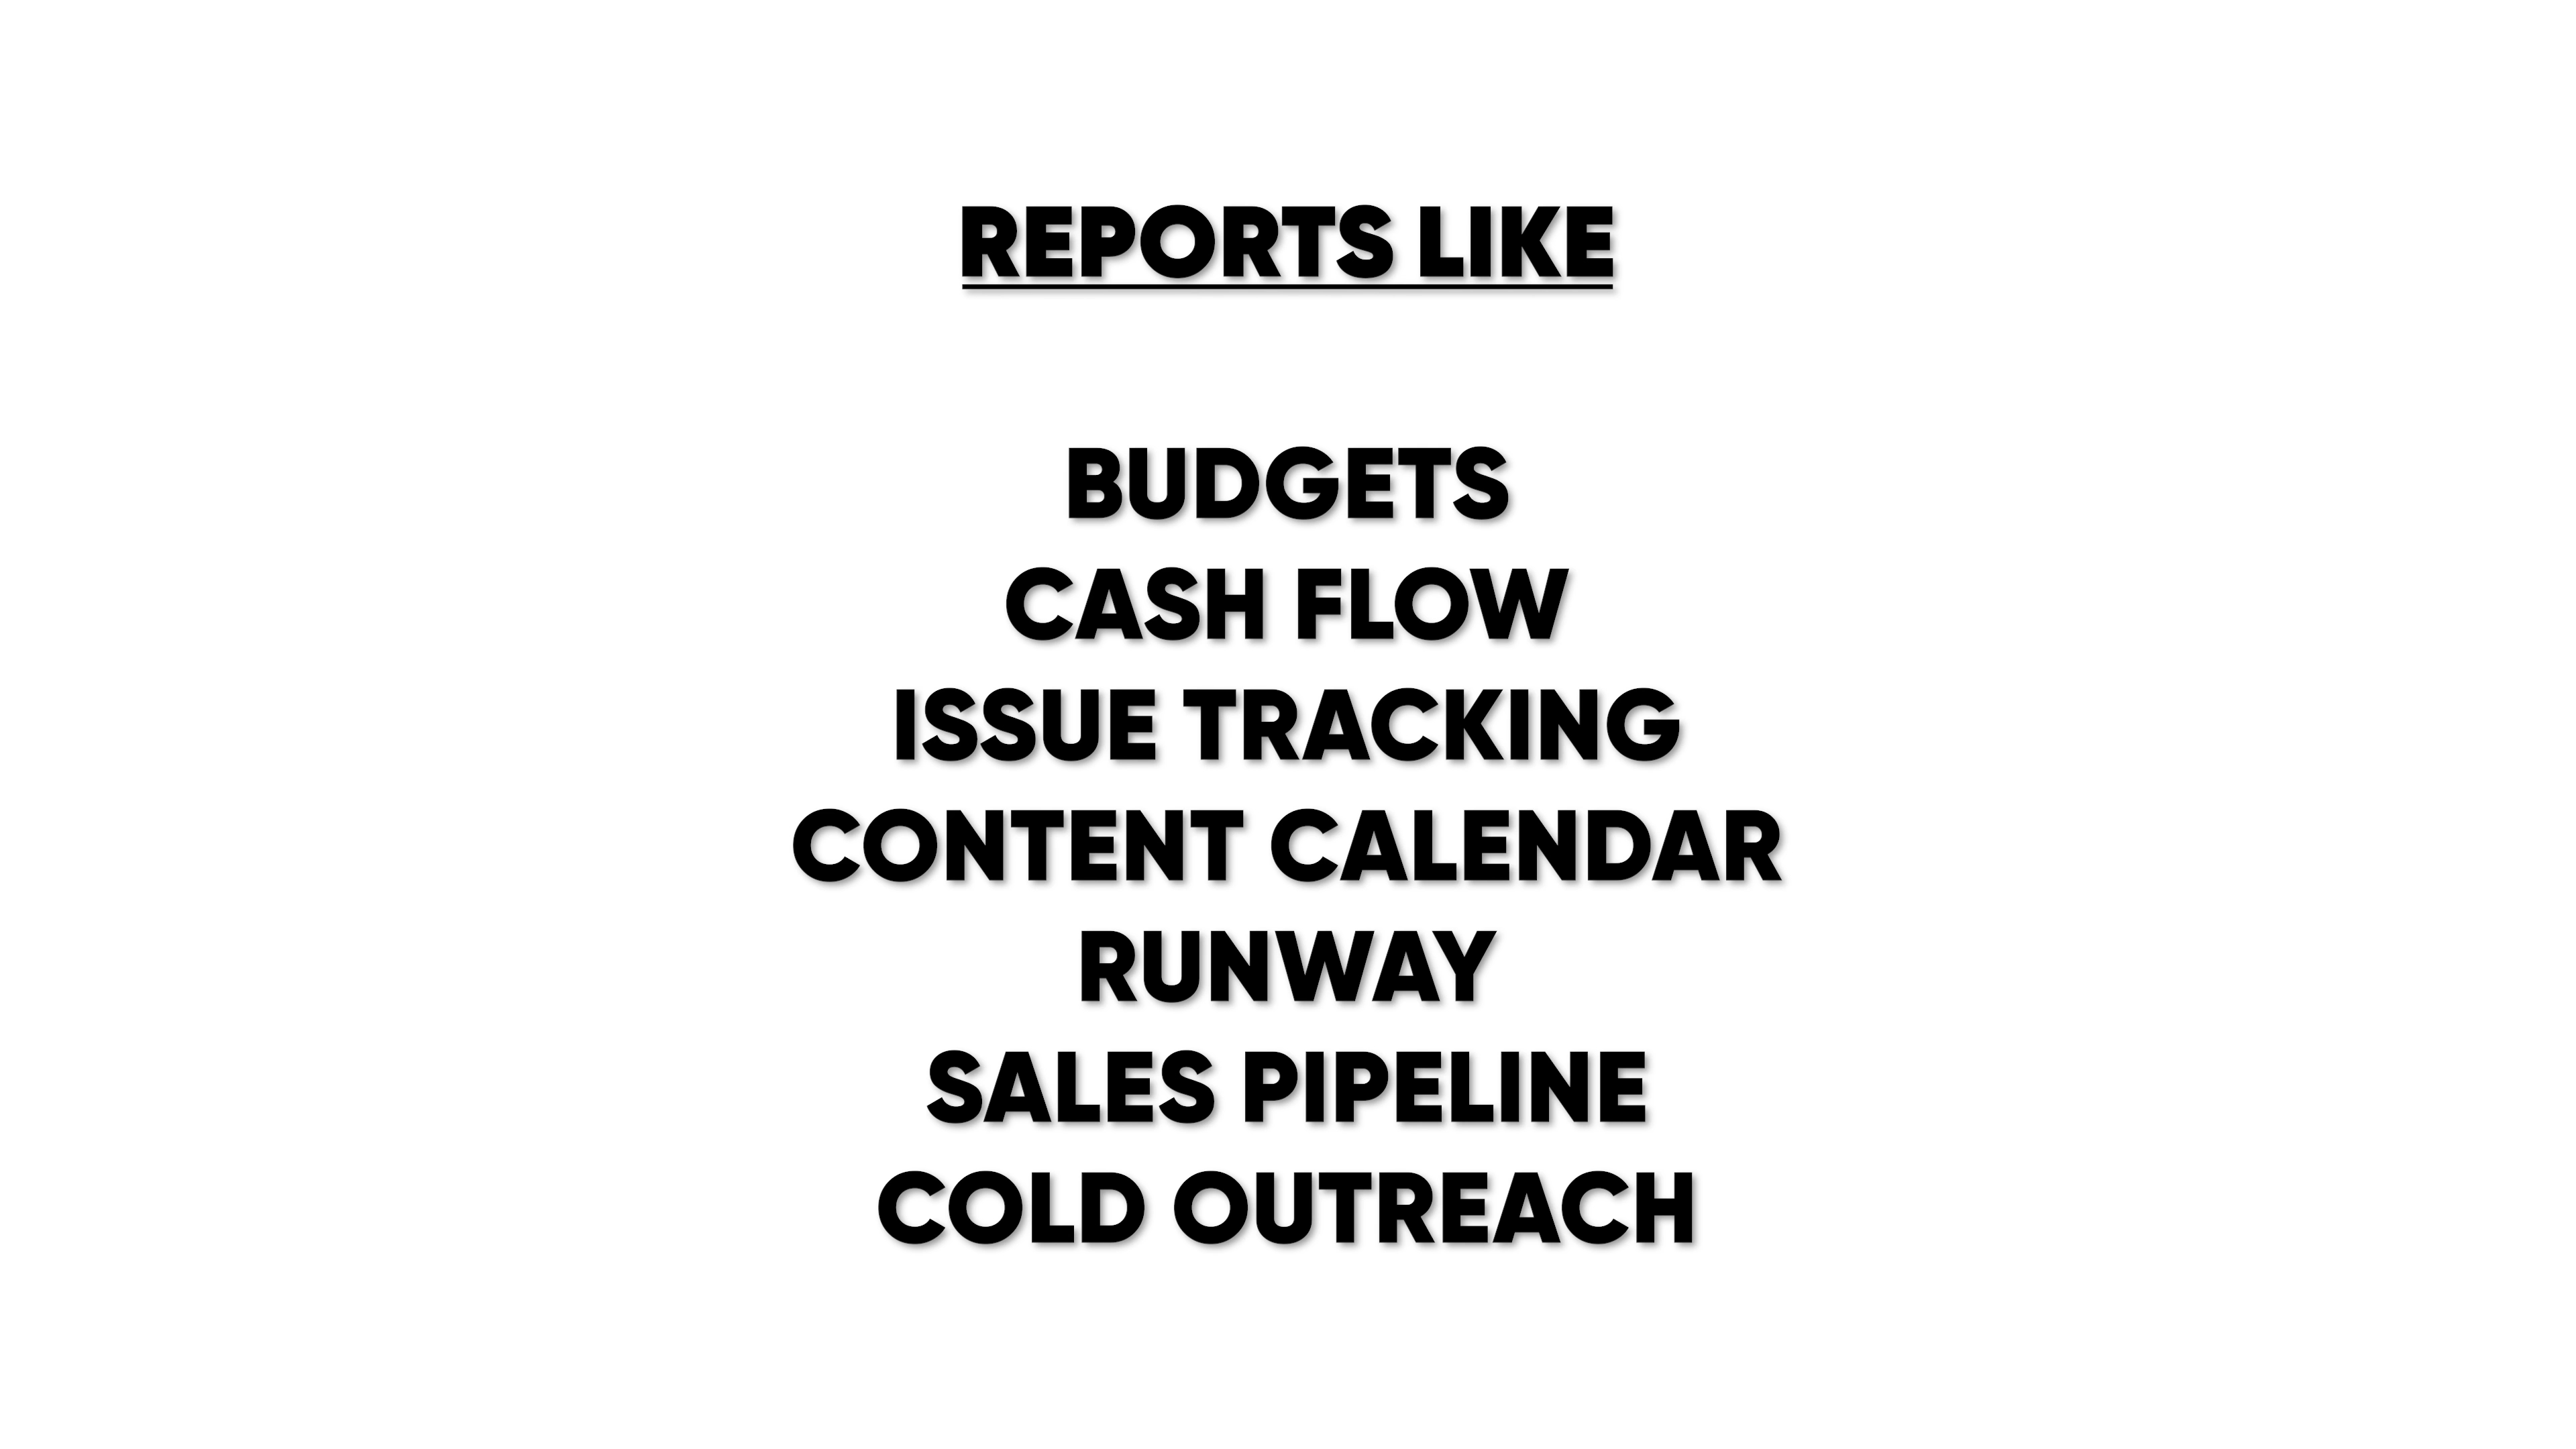 REPORTS LIKE
BUDGETS
CASH FLOW
ISSUE TRACKING
CONTENT CALENDAR
RUNWAY
SALES PIPELINE
COLD OUTREACH